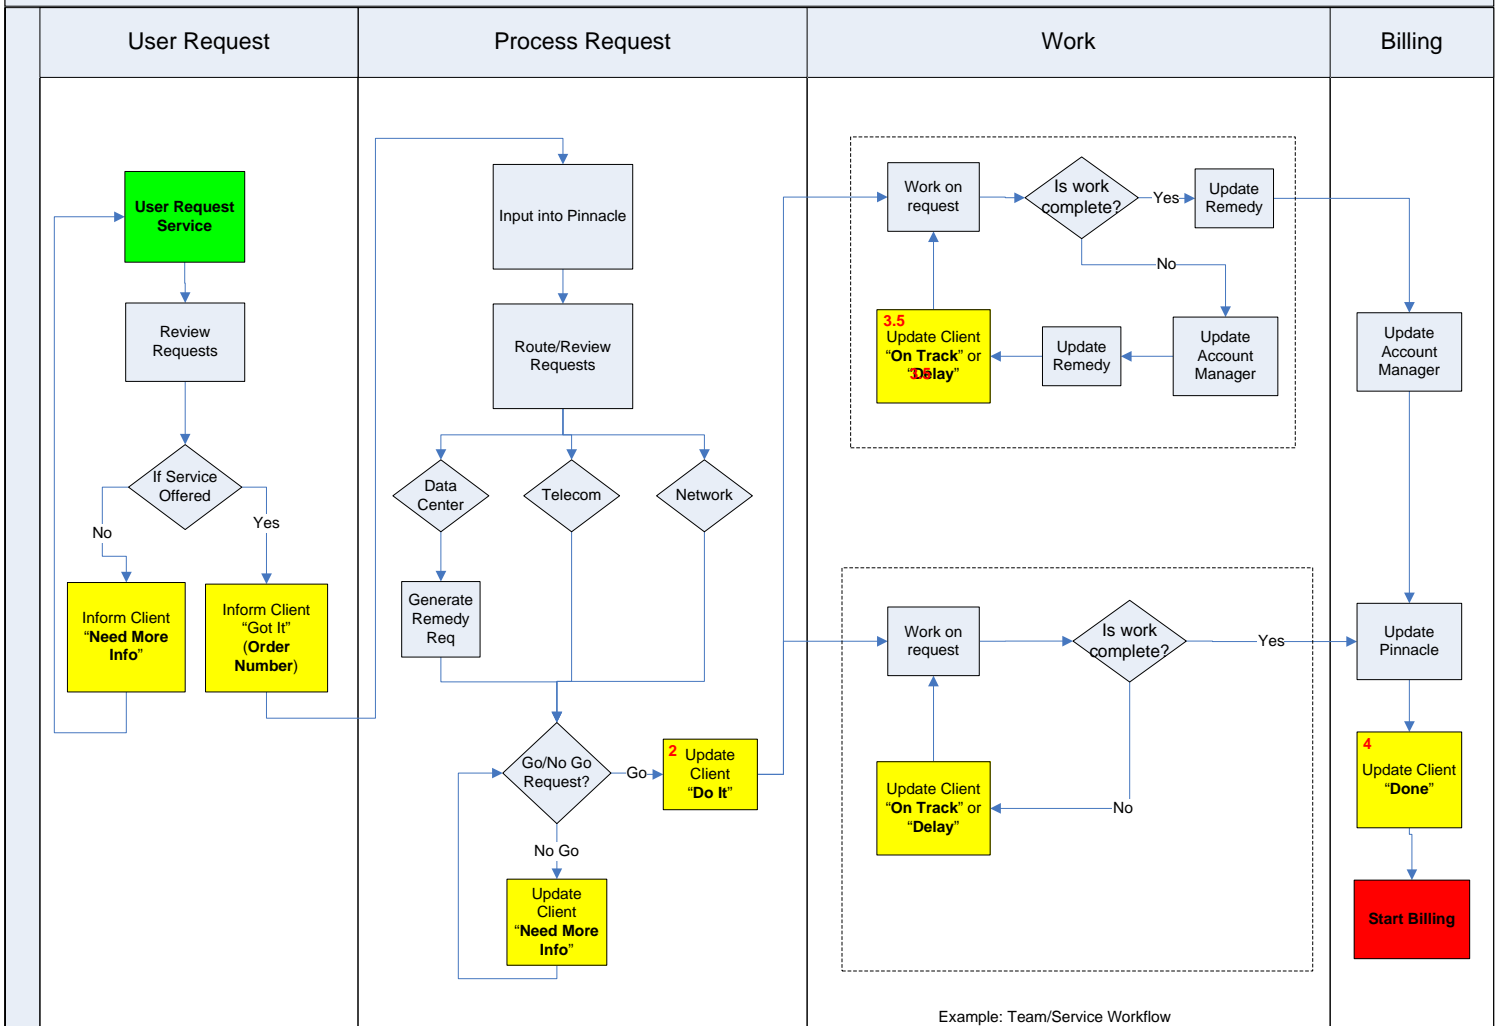 User Request
Process Request
Work
Billing
User Request
Service
Review
Requests
If Service
Offered
No
Yes
Inform Client
“Need More
Info”
Inform Client
“Got It”
(Order
Number)
Input into Pinnacle
Route/Review
Requests
Data
Center
Telecom
Network
Generate
Remedy
Req
Go/No Go
Request?
Go
2
Update
Client
“Do It”
No Go
Update
Client
“Need More
Info”
Work on
request
Is work
complete?
Yes
Update
Remedy
No
Update
Account
Manager
Update
Remedy
3.5
Update Client
“On Track” or
“Delay”
3.5
Work on
request
Is work
complete?
Yes
No
Update Client
“On Track” or
“Delay”
Example: Team/Service Workflow
Update
Account
Manager
Update
Pinnacle
4
Update Client
“Done”
Start Billing